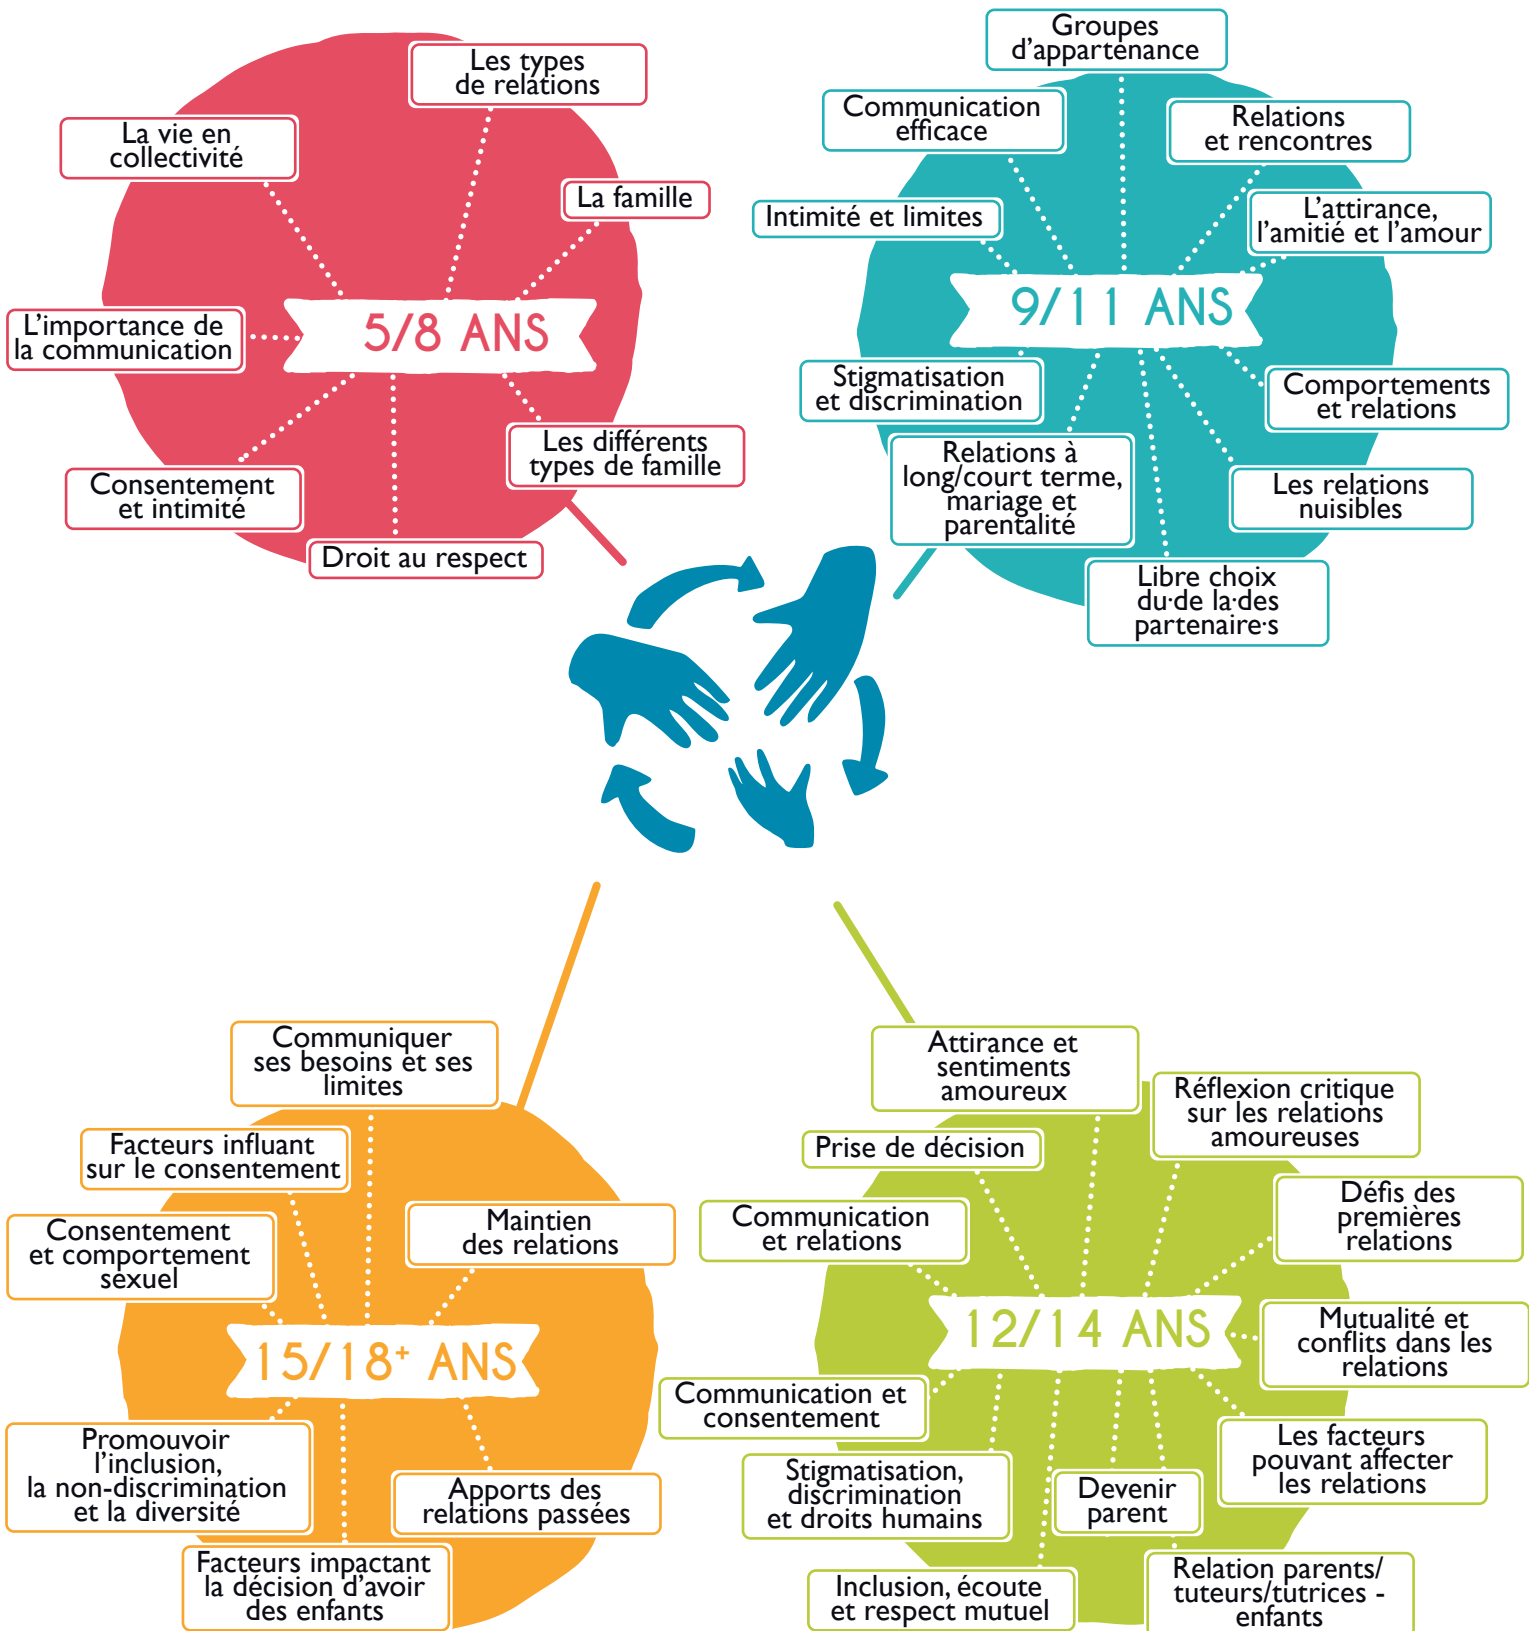 Les types
de relations
La vie en
collectivité
La famille
L'importance de
la communication
5/8 ANS
Les différents
types de famille
Consentement
et intimité
Droit au respect
Groupes
d'appartenance
Communication
efficace
Relations
et rencontres
Intimité et limites
L'attirance,
l'amitié et l'amour
9/11 ANS
Stigmatisation
et discrimination
Comportements
et relations
Relations à
long/court terme,
mariage et
parentalité
Les relations
nuisibles
Libre choix
du·de la·des
partenaire·s
Communiquer
ses besoins et ses
limites
Facteurs influant
sur le consentement
Consentement
et comportement
sexuel
Maintien
des relations
15/18+ ANS
Promouvoir
l'inclusion,
la non-discrimination
et la diversité
Apports des
relations passées
Facteurs impactant
la décision d'avoir
des enfants
Attirance et
sentiments
amoureux
Réflexion critique
sur les relations
amoureuses
Prise de décision
Défis des
premières
relations
Communication
et relations
12/14 ANS
Mutualité et
conflits dans les
relations
Communication et
consentement
Les facteurs
pouvant affecter
les relations
Stigmatisation,
discrimination
et droits humains
Devenir
parent
Inclusion, écoute
et respect mutuel
Relation parents/
tuteurs/tutrices -
enfants